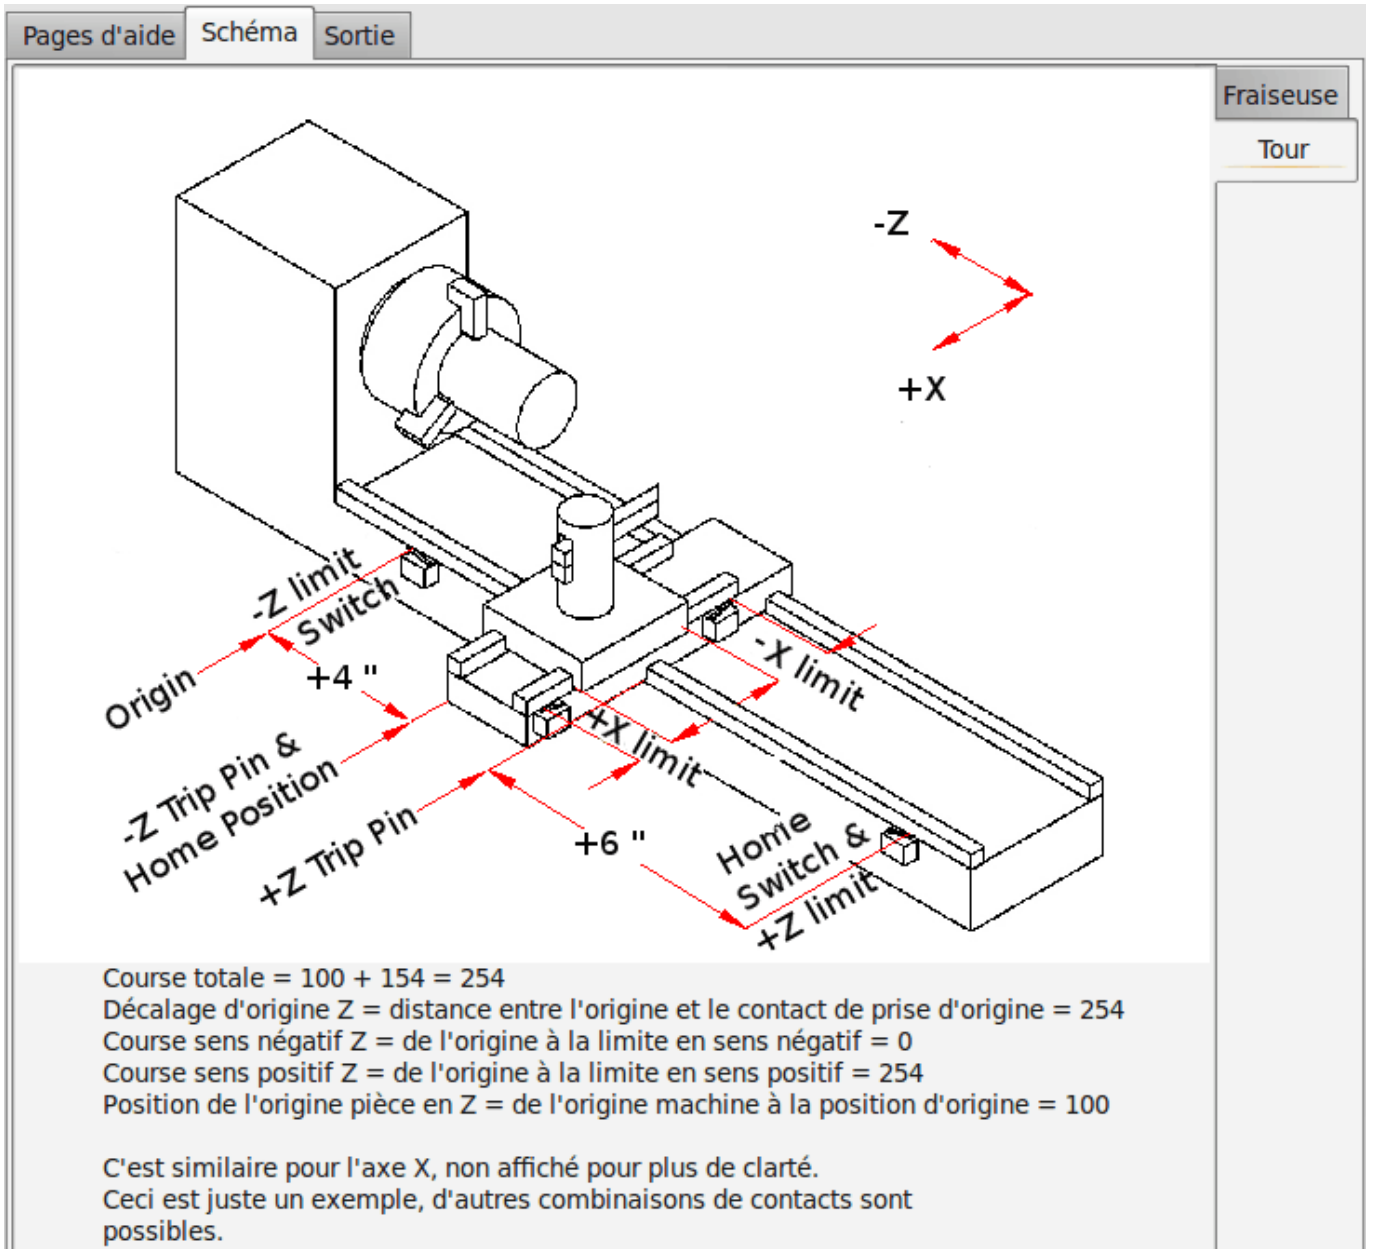 Pages d'aide
Schéma
Sortie
Fraiseuse
Tour
-Z
+X
-Z limit
Switch
Origin
+4 "
-X limit
+X limit
-Z Trip Pin &
Home Position
+Z Trip Pin
+6 "
Home
Switch &
+Z limit
Course totale = 100 + 154 = 254
Décalage d'origine Z = distance entre l'origine et le contact de prise d'origine = 254
Course sens négatif Z = de l'origine à la limite en sens négatif = 0
Course sens positif Z = de l'origine à la limite en sens positif = 254
Position de l'origine pièce en Z = de l'origine machine à la position d'origine = 100
C'est similaire pour l'axe X, non affiché pour plus de clarté.
Ceci est juste un exemple, d'autres combinaisons de contacts sont
possibles.